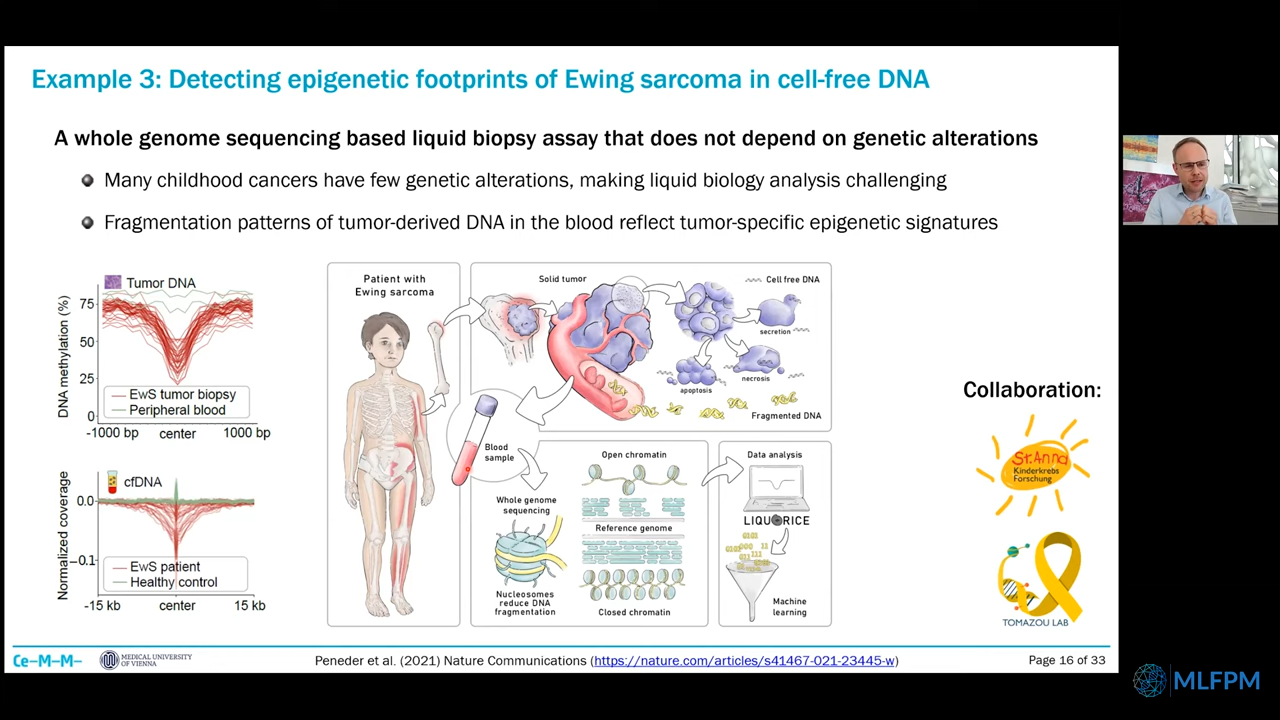 Example 3: Detecting epigenetic footprints of Ewing sarcoma in cell-free DNA
A whole genome sequencing based liquid biopsy assay that does not depend on genetic alterations
Many childhood cancers have few genetic alterations, making liquid biology analysis challenging
Fragmentation patterns of tumor-derived DNA in the blood reflect tumor-specific epigenetic signatures
Tumor DNA
DNA methylation (%)
75
50
25
0
EwS tumor biopsy
Peripheral blood
-1000 bp center 1000 bp
cfDNA
Normalized coverage
0.0
-0.1
EwS patient
Healthy control
-15 kb center 15 kb
Patient with
Ewing sarcoma
Solid tumor
Cell free DNA
secretion
necrosis
apoptosis
Fragmented DNA
Blood
sample
Whole genome
sequencing
Nucleosomes
reduce DNA
fragmentation
Open chromatin
Reference genome
Closed chromatin
Data analysis
LIQUORICE
Machine
learning
Collaboration:
St. Anna
Kinderkrebs
Forschung
TOMAZOU LAB
Ce-M-M-
MEDICAL UNIVERSITY
OF VIENNA
Peneder et al. (2021) Nature Communications (https://nature.com/articles/s41467-021-23445-w)
Page 16 of 33
MLFPM